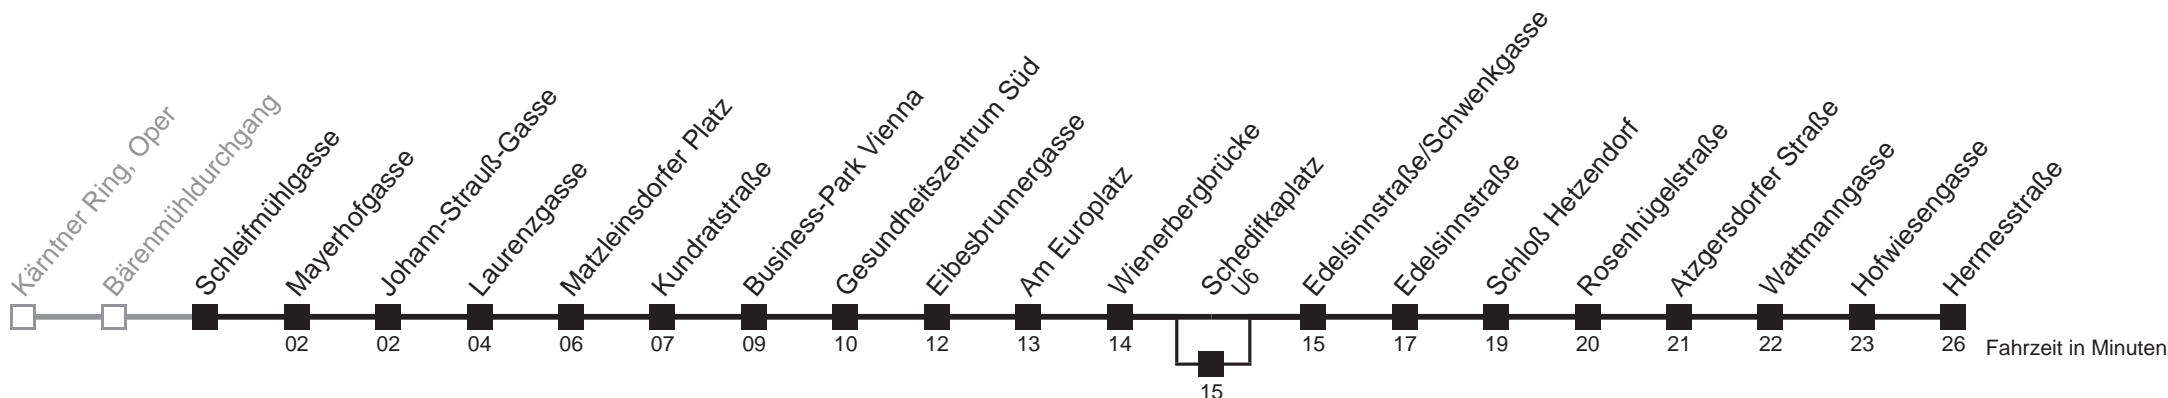 Kärntner Ring, Oper
Bärenmühldurchgang
Schleifmühlgasse
Mayerhofgasse
Johann-Strauß-Gasse
Laurenzgasse
Matzleinsdorfer Platz
Kundratstraße
Business-Park Vienna
Gesundheitszentrum Süd
Eibesbrunnergasse
Am Europlatz
Wienerbergbrücke
Schedifkaplatz
U6
Edelsinnstraße/Schwenkgasse
Edelsinnstraße
Schloß Hetzendorf
Rosenhügelstraße
Atzgersdorfer Straße
Wattmanngasse
Hofwiesengasse
Hermesstraße
02 02 04 06 07 09 10 12 13 14 15 17 19 20 21 22 23 26 Fahrzeit in Minuten
15